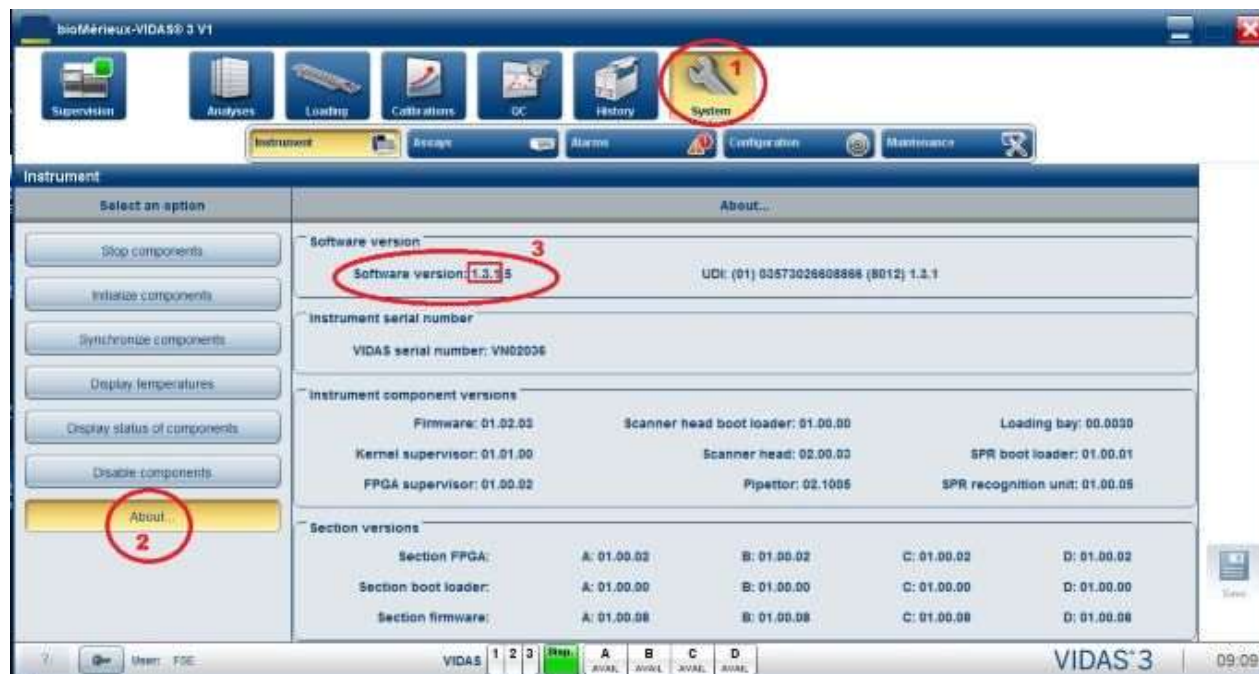 bioMérieux-VIDAS® 3 V1
Supervision Analyses Loading Calibrations QC History System 1
Instrument Assays Alarms Configuration Maintenance
Instrument
Select an option About...
Stop components
Initialize components
Synchronize components
Display temperatures
Display status of components
Disable components
About...
2
Software version 3
Software version: 1.3.1.5 UDI: (01) 03573026608866 (8012) 1.3.1
Instrument serial number
VIDAS serial number: VN02036
Instrument component versions
Firmware: 01.02.03 Scanner head boot loader: 01.00.00 Loading bay: 00.0030
Kernel supervisor: 01.01.00 Scanner head: 02.00.03 SPR boot loader: 01.00.01
FPGA supervisor: 01.00.02 Pipettor: 02.1005 SPR recognition unit: 01.00.05
Section versions
Section FPGA: A: 01.00.02 B: 01.00.02 C: 01.00.02 D: 01.00.02
Section boot loader: A: 01.00.00 B: 01.00.00 C: 01.00.00 D: 01.00.00
Section firmware: A: 01.00.08 B: 01.00.08 C: 01.00.08 D: 01.00.08
Save
? User: FSE VIDAS 1 2 3 Disp. A AVAIL. B AVAIL. C AVAIL. D AVAIL. VIDAS 3 09:09